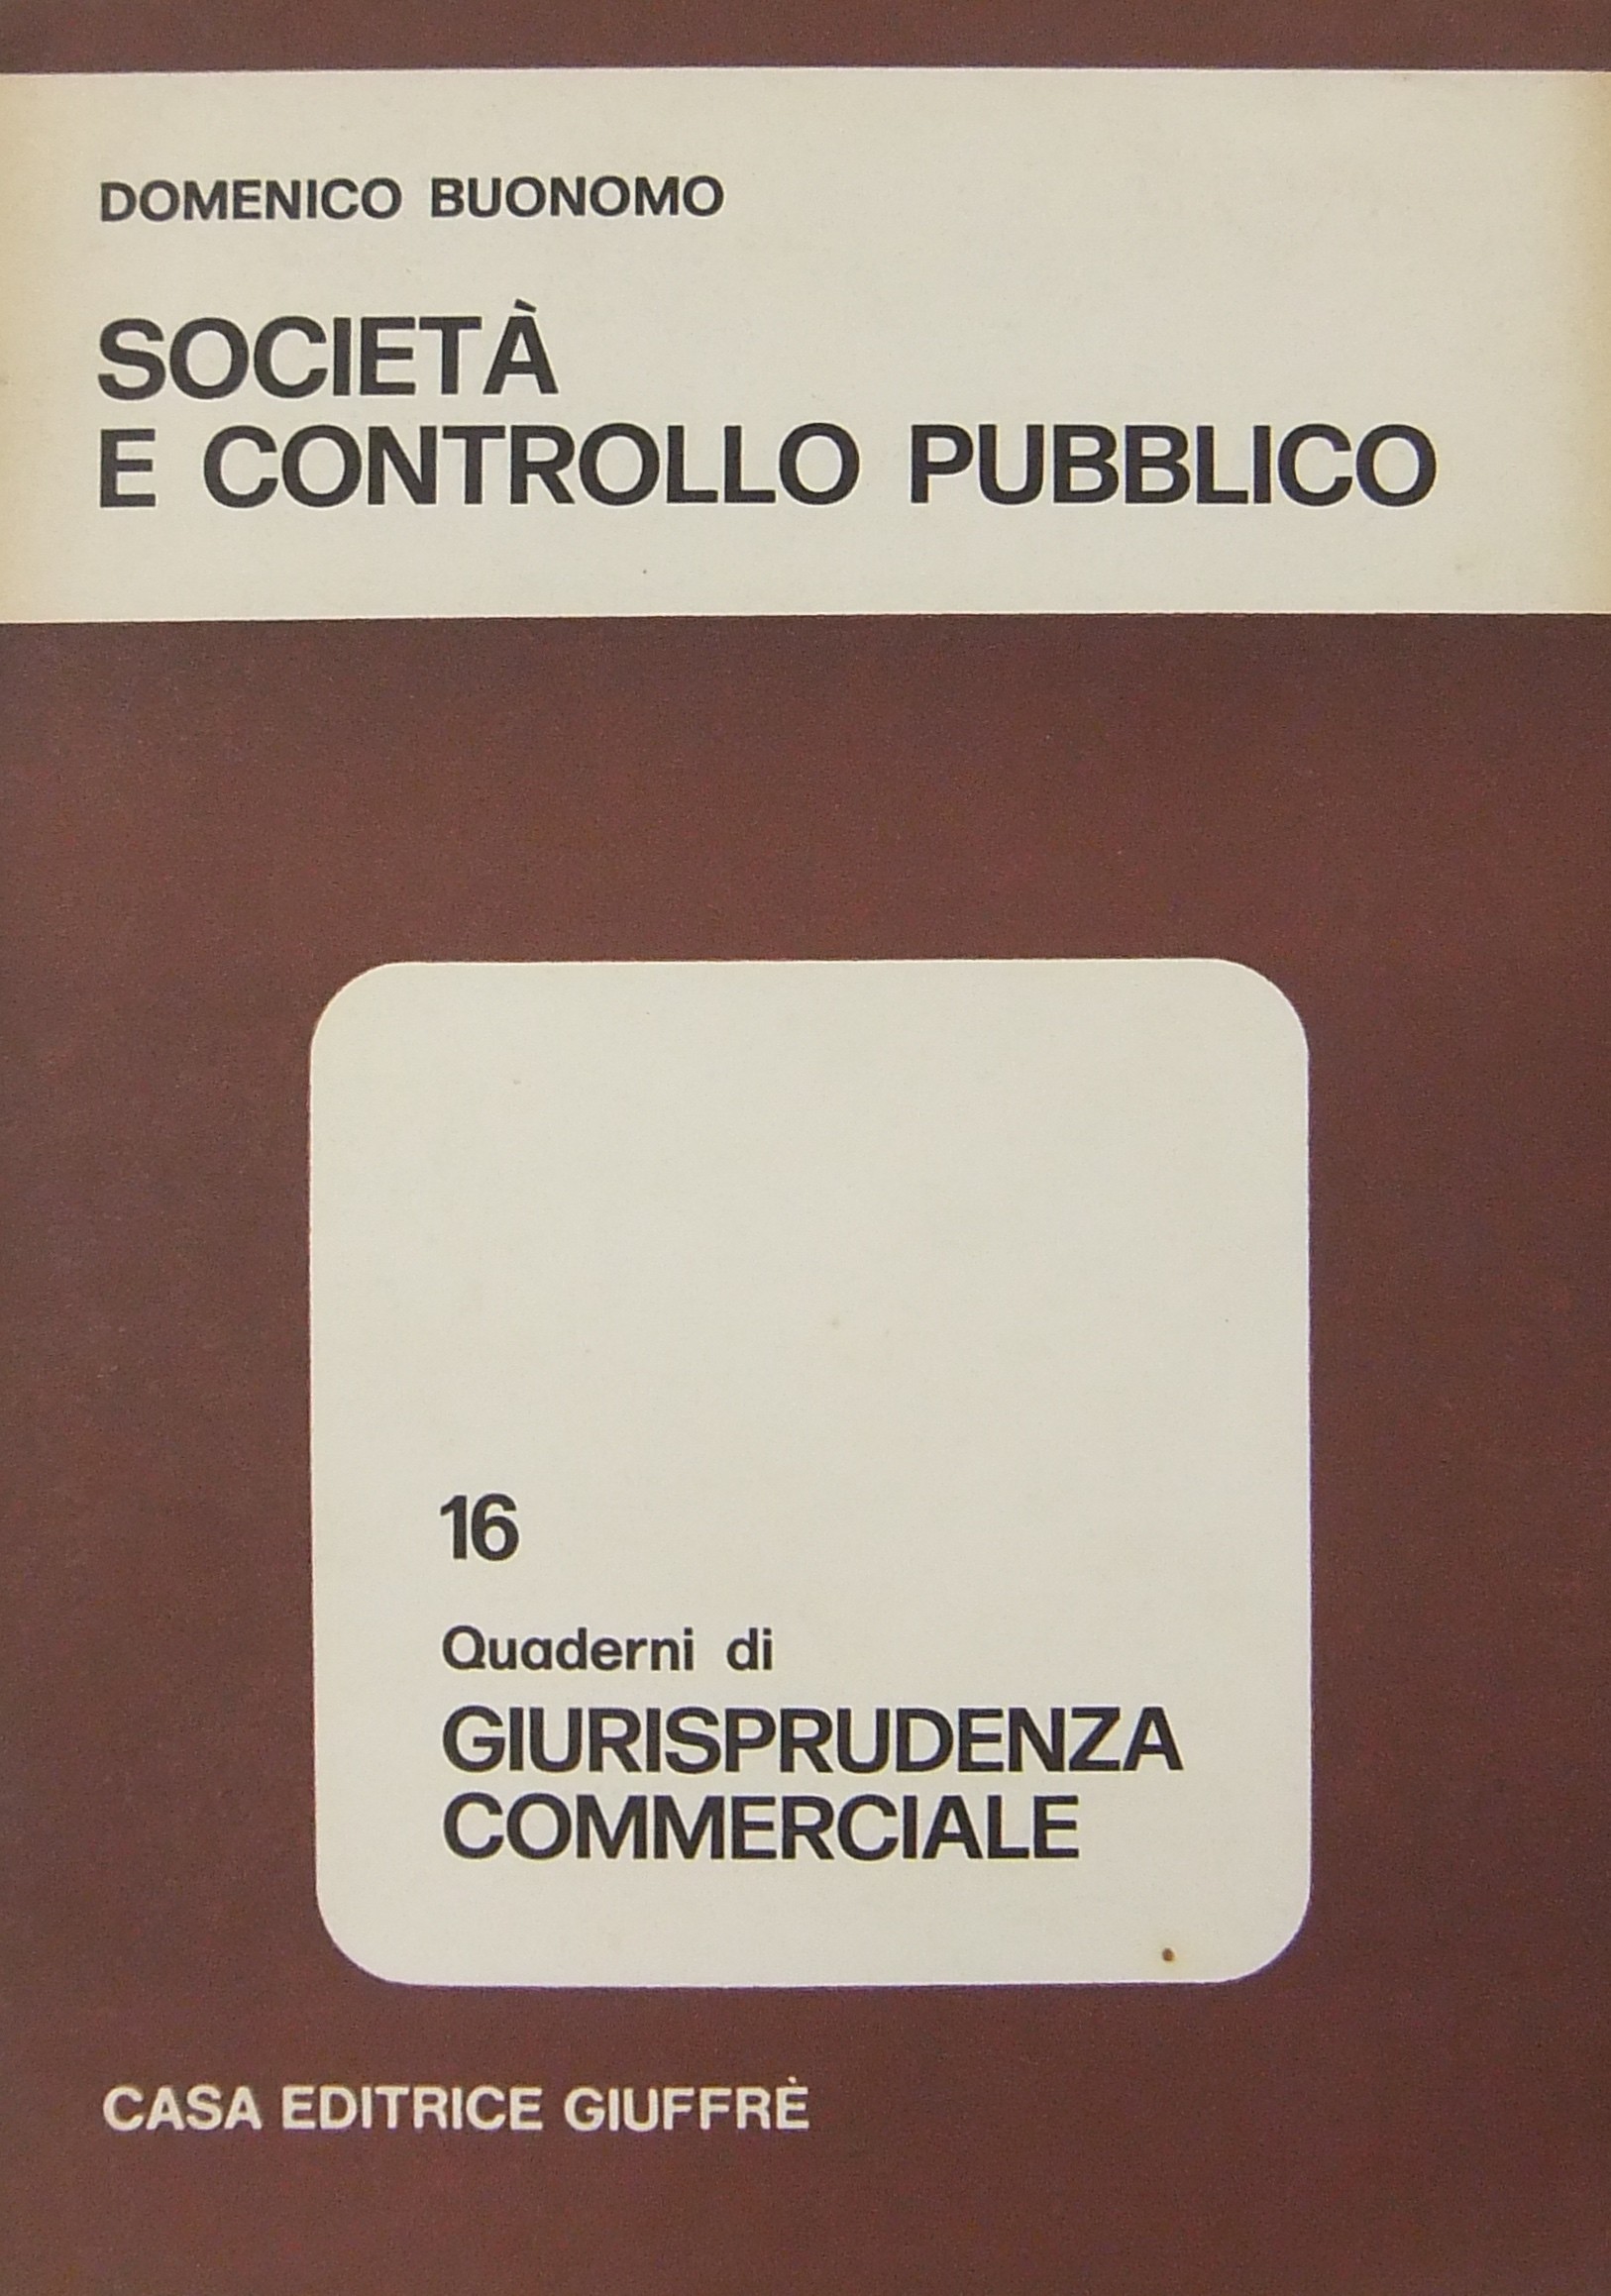 DOMENICO BUONOMO
SOCIETÀ
E CONTROLLO PUBBLICO
16
Quaderni di
GIURISPRUDENZA
COMMERCIALE
CASA EDITRICE GIUFFRÈ